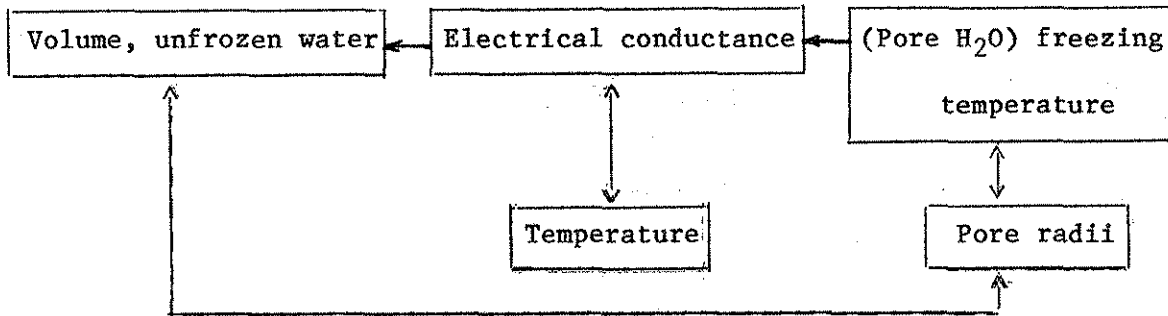 Volume, unfrozen water
Electrical conductance
(Pore H₂O) freezing
temperature
Temperature
Pore radii